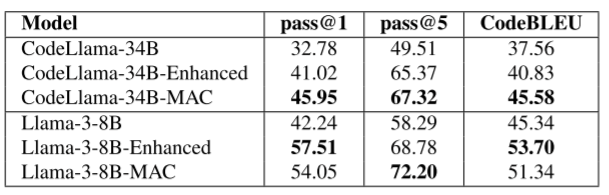 Model pass@1 pass@5 CodeBLEU
CodeLlama-34B 32.78 49.51 37.56
CodeLlama-34B-Enhanced 41.02 65.37 40.83
CodeLlama-34B-MAC 45.95 67.32 45.58
Llama-3-8B 42.24 58.29 45.34
Llama-3-8B-Enhanced 57.51 68.78 53.70
Llama-3-8B-MAC 54.05 72.20 51.34